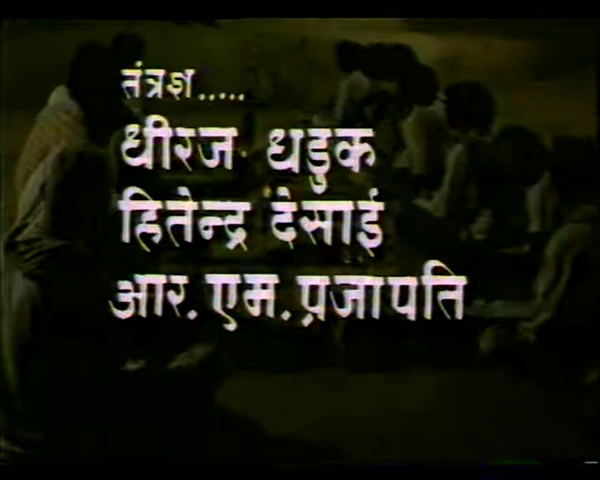 तंत्रज्ञ.....
धीरज धडुक
हितेन्द्र देसाई
आर. एम. प्रजापति